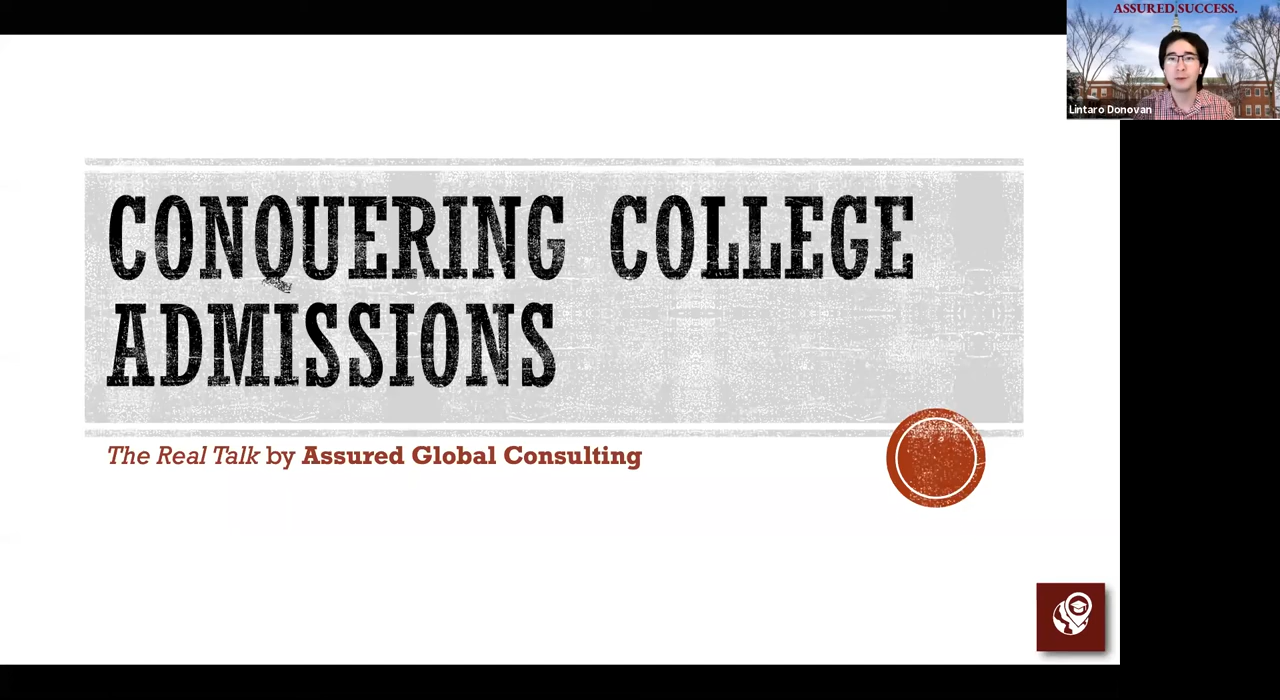 ASSURED SUCCESS.
Lintaro Donovan
CONQUERING COLLEGE
ADMISSIONS
The Real Talk by Assured Global Consulting